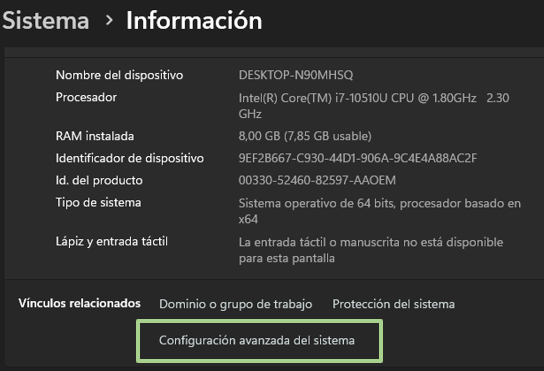 Sistema > Información
Nombre del dispositivo DESKTOP-N90MHSQ
Procesador Intel(R) Core(TM) i7-10510U CPU @ 1.80GHz 2.30
GHz
RAM instalada 8,00 GB (7,85 GB usable)
Identificador de dispositivo 9EF2B667-C930-44D1-906A-9C4E4A88AC2F
Id. del producto 00330-52460-82597-AAOEM
Tipo de sistema Sistema operativo de 64 bits, procesador basado en
x64
Lápiz y entrada táctil La entrada táctil o manuscrita no está disponible
para esta pantalla
Vínculos relacionados Dominio o grupo de trabajo Protección del sistema
Configuración avanzada del sistema